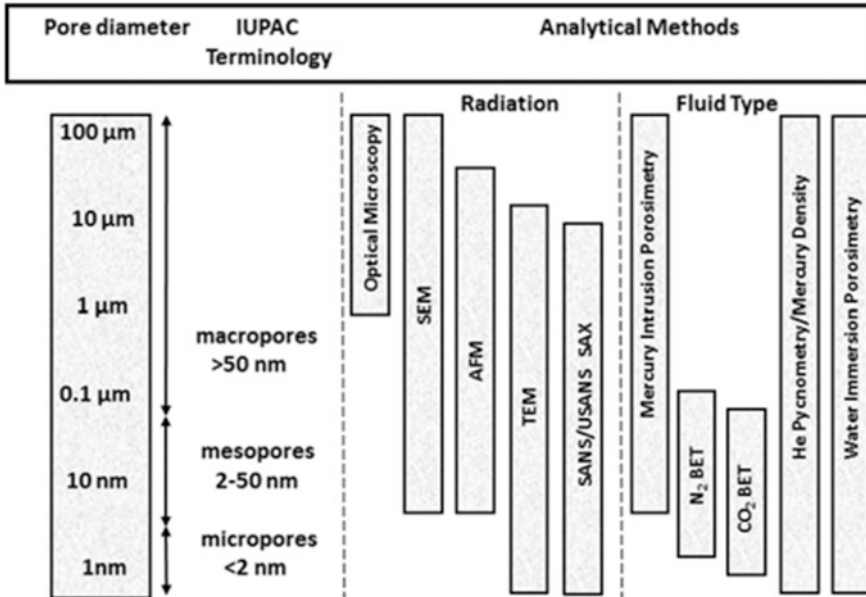 Pore diameter
IUPAC
Terminology
Analytical Methods
Radiation
Fluid Type
100 µm
10 µm
1 µm
0.1 µm
10 nm
1nm
macropores
>50 nm
mesopores
2-50 nm
micropores
<2 nm
Optical Microscopy
SEM
AFM
TEM
SANS/USANS SAX
Mercury Intrusion Porosimetry
N₂ BET
CO₂ BET
He Pycnometry/Mercury Density
Water Immersion Porosimetry